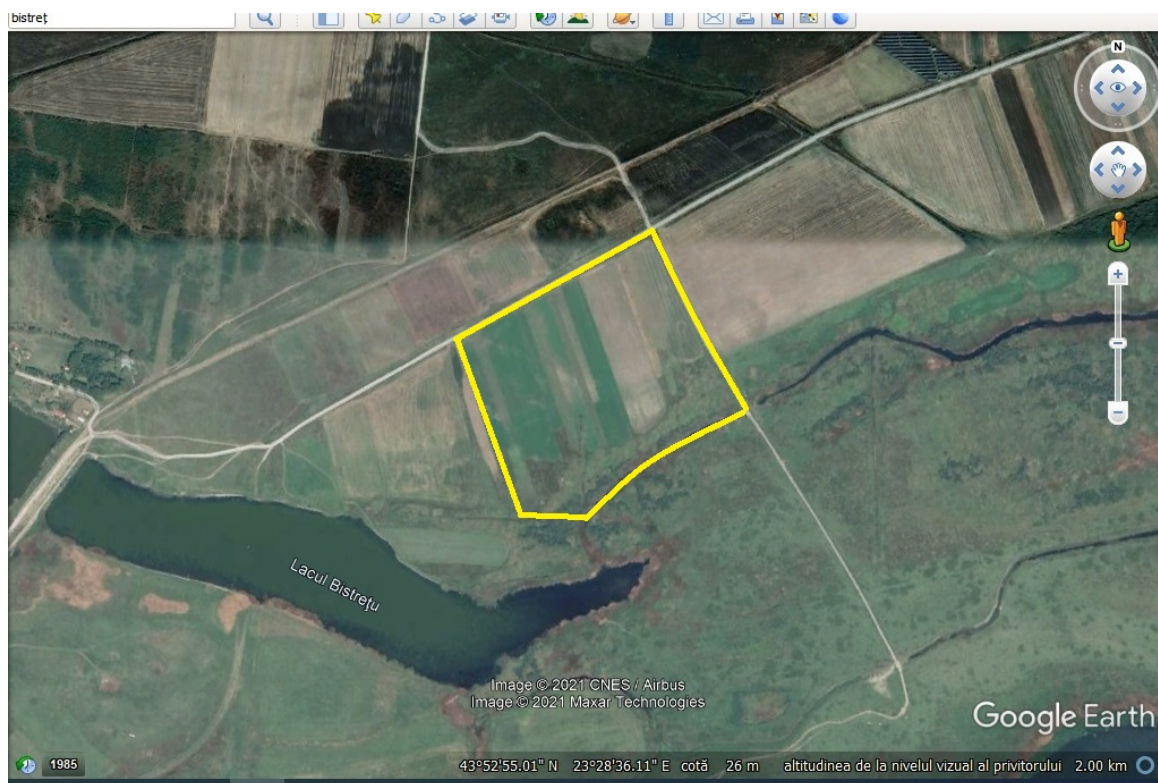 bistreț
N
Lacul Bistrețu
Image © 2021 CNES / Airbus
Image © 2021 Maxar Technologies
Google Earth
1985
43°52'55.01" N 23°28'36.11" E cotă 26 m altitudinea de la nivelul vizual al privitorului 2.00 km